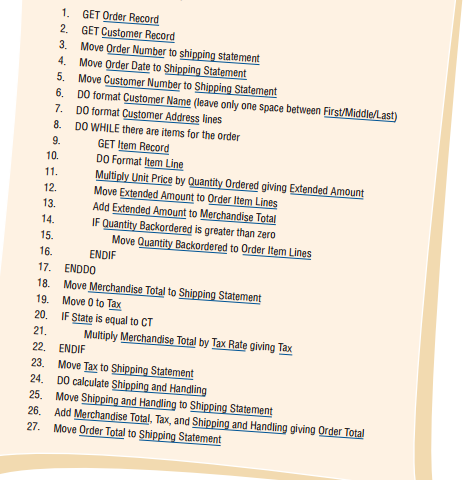 1. GET Order Record
2. GET Customer Record
3. Move Order Number to shipping statement
4. Move Order Date to Shipping Statement
5. Move Customer Number to Shipping Statement
6. DO format Customer Name (leave only one space between First/Middle/Last)
7. DO format Customer Address lines
8. DO WHILE there are items for the order
9. GET Item Record
10. DO Format Item Line
11. Multiply Unit Price by Quantity Ordered giving Extended Amount
12. Move Extended Amount to Order Item Lines
13. Add Extended Amount to Merchandise Total
14. IF Quantity Backordered is greater than zero
15. Move Quantity Backordered to Order Item Lines
16. ENDIF
17. ENDDO
18. Move Merchandise Total to Shipping Statement
19. Move 0 to Tax
20. IF State is equal to CT
21. Multiply Merchandise Total by Tax Rate giving Tax
22. ENDIF
23. Move Tax to Shipping Statement
24. DO calculate Shipping and Handling
25. Move Shipping and Handling to Shipping Statement
26. Add Merchandise Total, Tax, and Shipping and Handling giving Order Total
27. Move Order Total to Shipping Statement